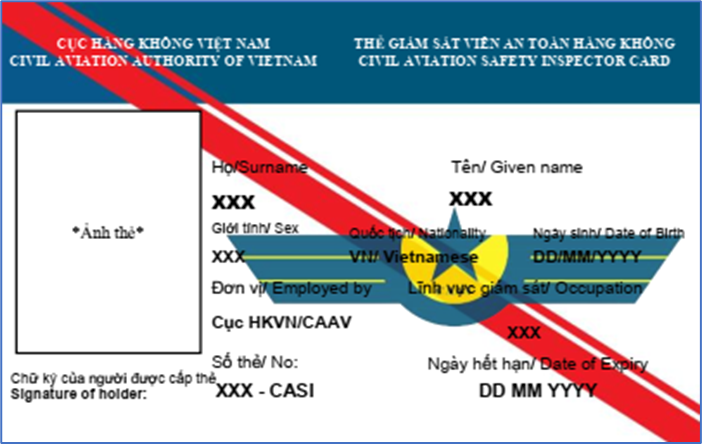 CỤC HÀNG KHÔNG VIỆT NAM
CIVIL AVIATION AUTHORITY OF VIETNAM
THẺ GIÁM SÁT VIÊN AN TOÀN HÀNG KHÔNG
CIVIL AVIATION SAFETY INSPECTOR CARD
*Ảnh thẻ*
Họ/Surname
Tên/ Given name
XXX
XXX
Giới tính/ Sex
Quốc tịch/ Nationality
Ngày sinh/ Date of Birth
XXX
VN/ Vietnamese
DD/MM/YYYY
Đơn vị/ Employed by
Lĩnh vực giám sát/ Occupation
Cục HKVN/CAAV
XXX
Số thẻ/ No:
Ngày hết hạn/ Date of Expiry
XXX - CASI
DD MM YYYY
Chữ ký của người được cấp thẻ
Signature of holder: